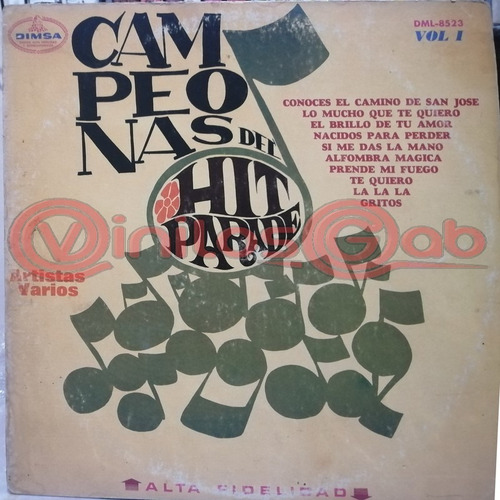 DIMSA
DML-8523
VOL I
CAM
PEO
NAS DEL
HIT
PARADE
CONOCES EL CAMINO DE SAN JOSE
LO MUCHO QUE TE QUIERO
EL BRILLO DE TU AMOR
NACIDOS PARA PERDER
SI ME DAS LA MANO
ALFOMBRA MAGICA
PRENDE MI FUEGO
TE QUIERO
LA LA LA
GRITOS
Artistas
Varios
ALTA FIDELIDAD